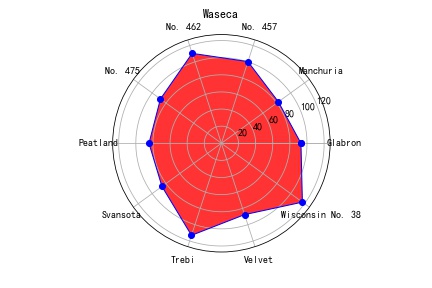 Waseca
No. 462
No. 457
No. 475
Manchuria
20
40
60
80
100
120
Peatland
Glabron
Svansota
Wisconsin No. 38
Trebi
Velvet